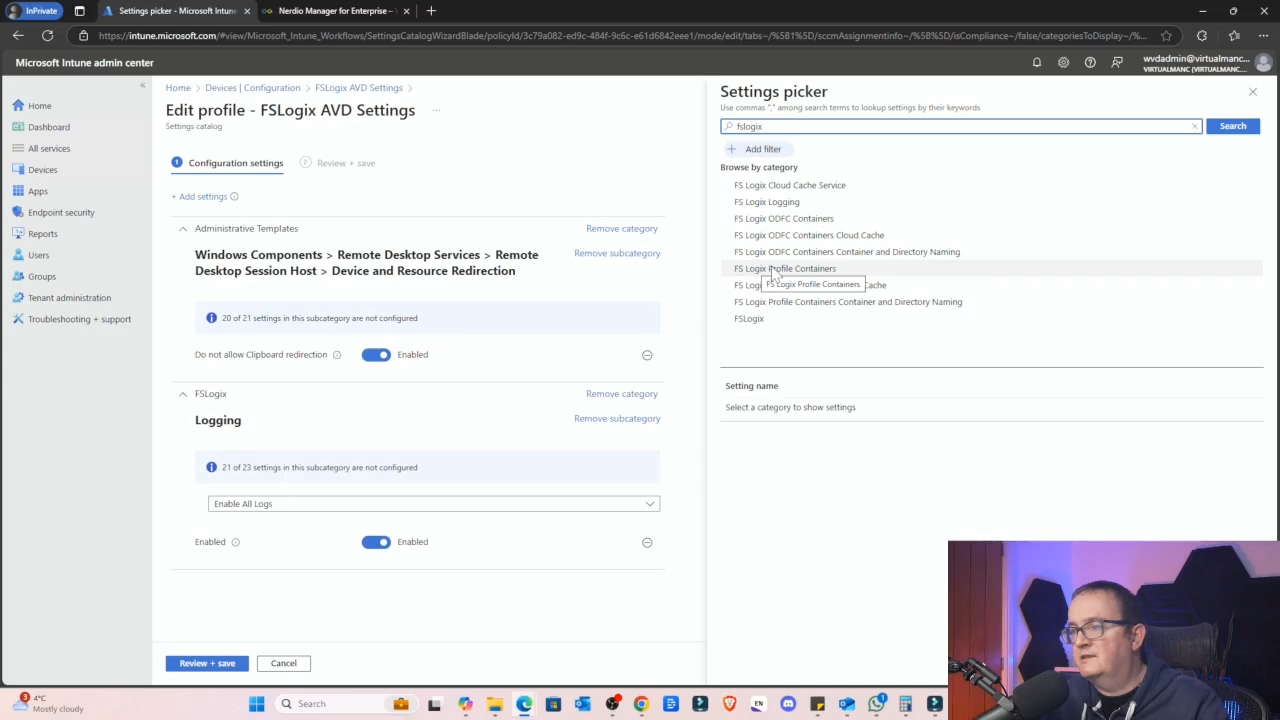 InPrivate
Settings picker - Microsoft Intune
Nerdio Manager for Enterprise –
https://intune.microsoft.com/#view/Microsoft_Intune_Workflows/SettingsCatalogWizardBlade/policyId/3c79a082-ed9c-484f-9c6c-e61d6842eee1/mode/edit/tabs~/%5B1%5D/sccmAssignmentInfo~/%5B%5D/isCompliance~/false/categoriesToDisplay~/%...
Microsoft Intune admin center
wvdadmin@virtualmanc...
VIRTUALMANC (VIRTUALMANC....
Home
Dashboard
All services
Devices
Apps
Endpoint security
Reports
Users
Groups
Tenant administration
Troubleshooting + support
Home > Devices | Configuration > FSLogix AVD Settings >
Edit profile - FSLogix AVD Settings
Settings catalog
1 Configuration settings
2 Review + save
+ Add settings
Administrative Templates
Remove category
Windows Components > Remote Desktop Services > Remote
Desktop Session Host > Device and Resource Redirection
Remove subcategory
20 of 21 settings in this subcategory are not configured
Do not allow Clipboard redirection
Enabled
FSLogix
Remove category
Logging
Remove subcategory
21 of 23 settings in this subcategory are not configured
Enable All Logs
Enabled
Enabled
Review + save
Cancel
Settings picker
Use commas "," among search terms to lookup settings by their keywords
fslogix
Search
Add filter
Browse by category
FS Logix Cloud Cache Service
FS Logix Logging
FS Logix ODFC Containers
FS Logix ODFC Containers Cloud Cache
FS Logix ODFC Containers Container and Directory Naming
FS Logix Profile Containers
FS Logix Profile Containers
FS Logix Profile Containers Container and Directory Naming
FSLogix
Setting name
Select a category to show settings
3
4°C
Mostly cloudy
Search
EN
1